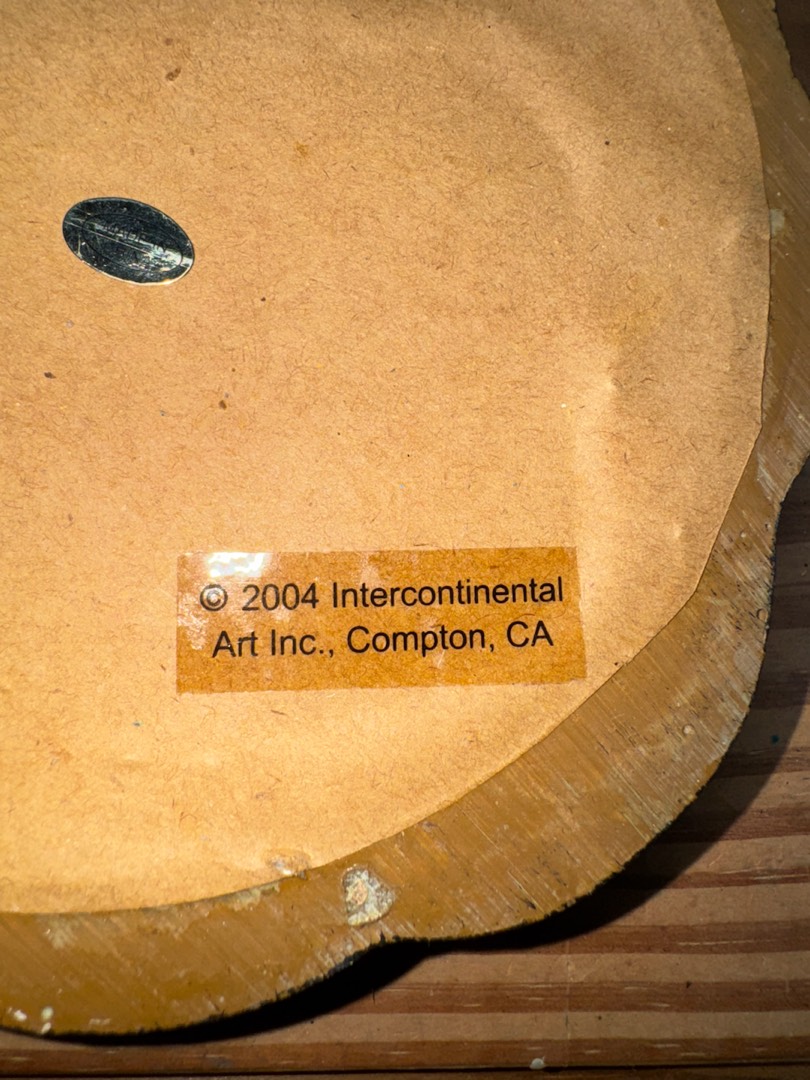 © 2004 Intercontinental
Art Inc., Compton, CA